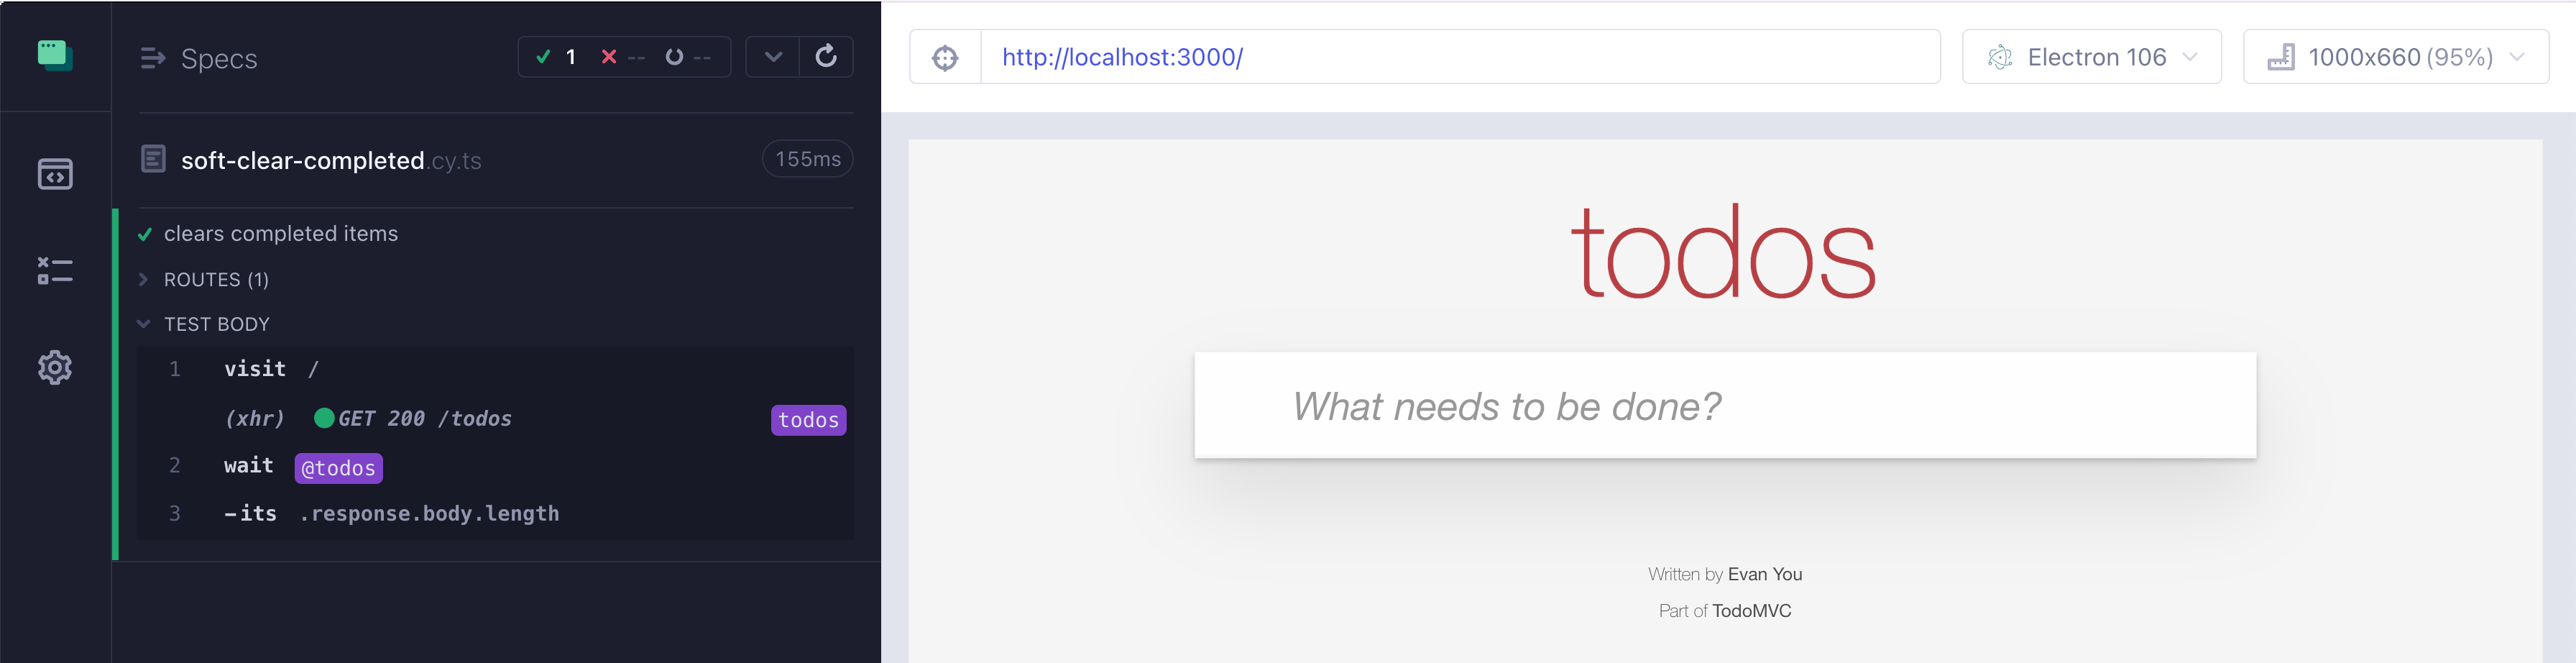 Specs
1 -- --
soft-clear-completed.cy.ts 155ms
clears completed items
ROUTES (1)
TEST BODY
1 visit /
(xhr) GET 200 /todos todos
2 wait @todos
3 -its .response.body.length
http://localhost:3000/ Electron 106 1000x660 (95%)
todos
What needs to be done?
Written by Evan You
Part of TodoMVC